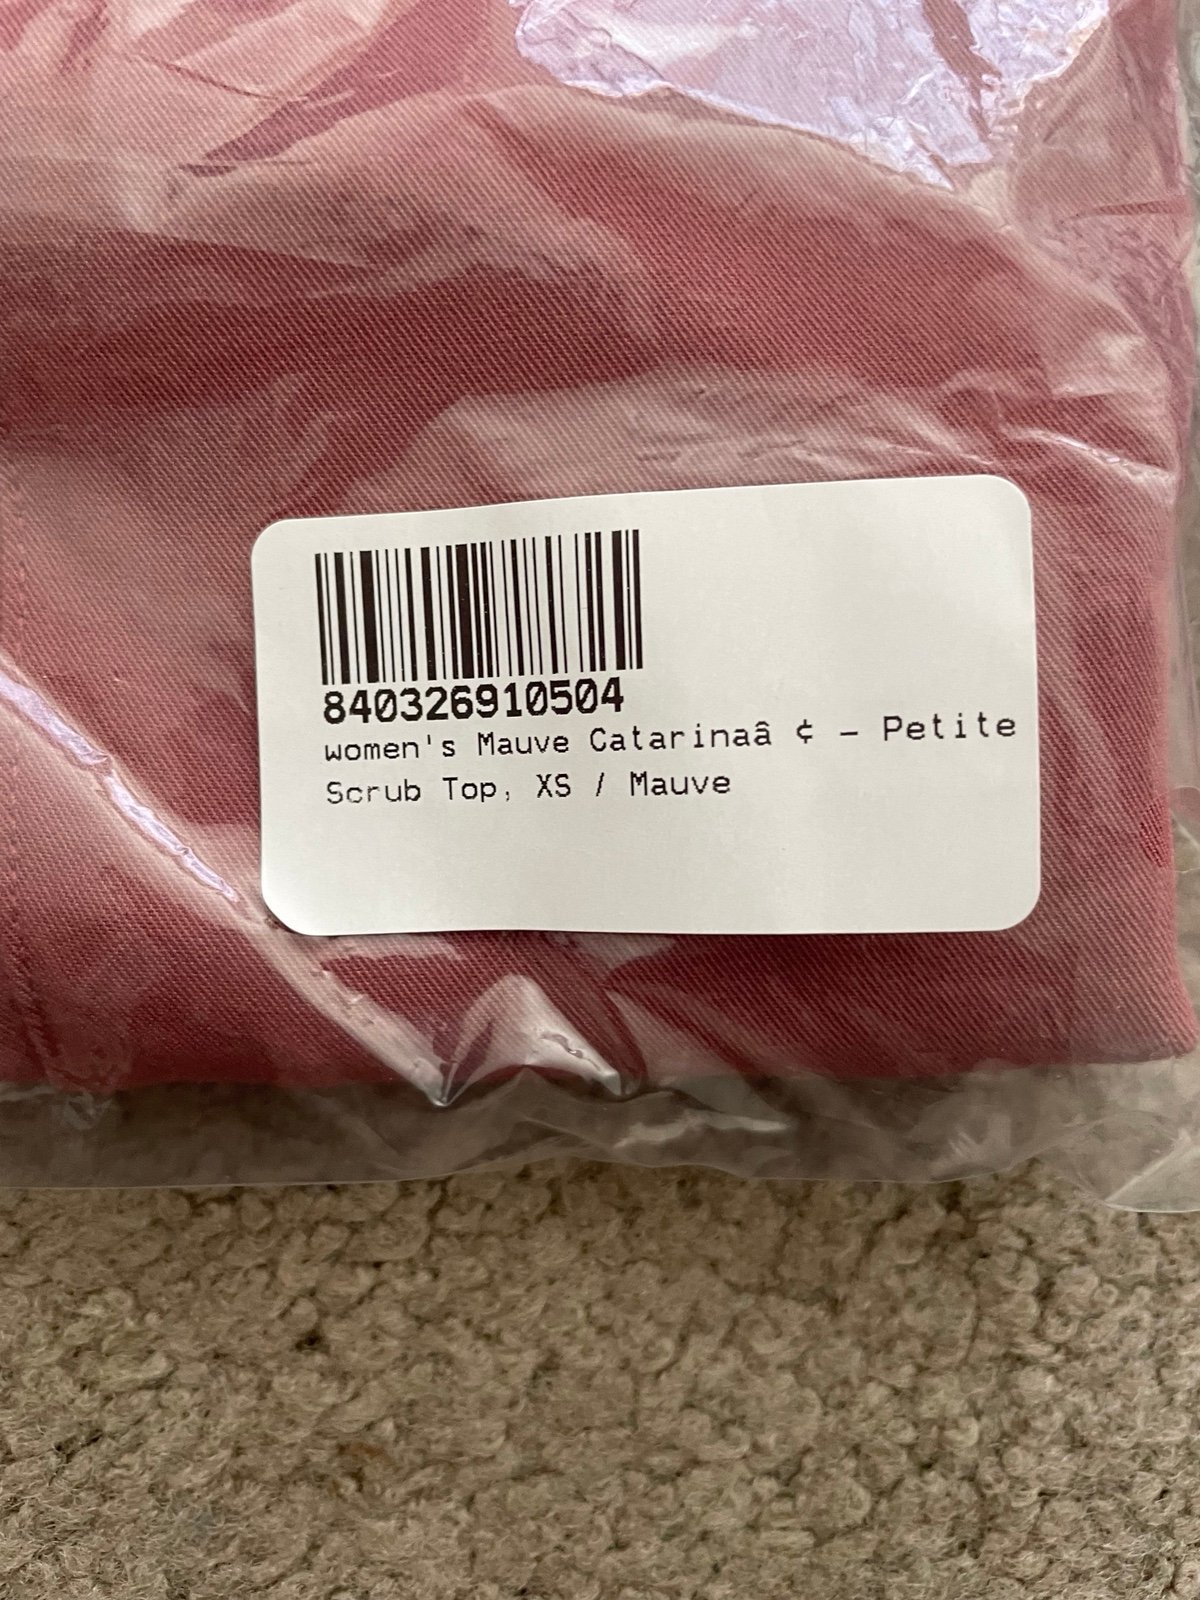 840326910504
women's Mauve Catarinaâ ¢ – Petite
Scrub Top, XS / Mauve